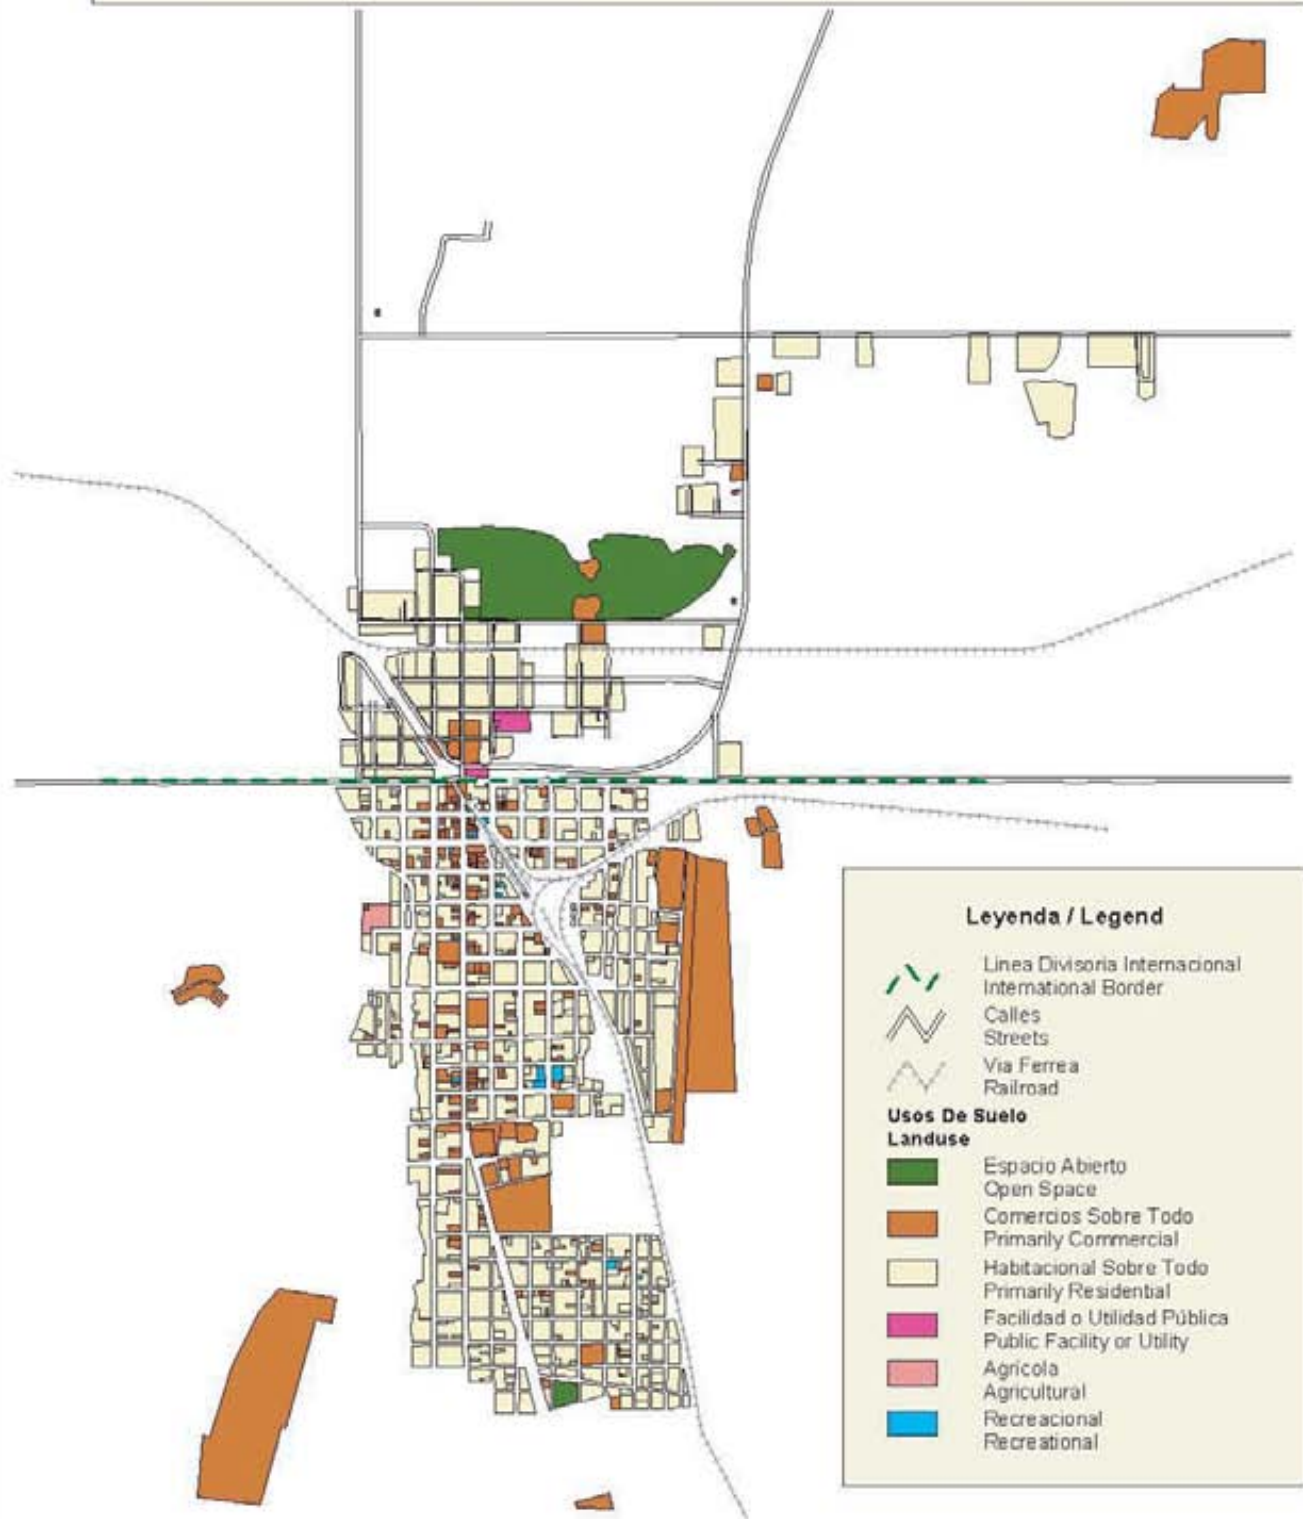 Leyenda / Legend
Linea Divisoria Internacional
International Border
Calles
Streets
Via Ferrea
Railroad
Usos De Suelo
Landuse
Espacio Abierto
Open Space
Comercios Sobre Todo
Primarily Commercial
Habitacional Sobre Todo
Primarily Residential
Facilidad o Utilidad Pública
Public Facility or Utility
Agrícola
Agricultural
Recreacional
Recreational